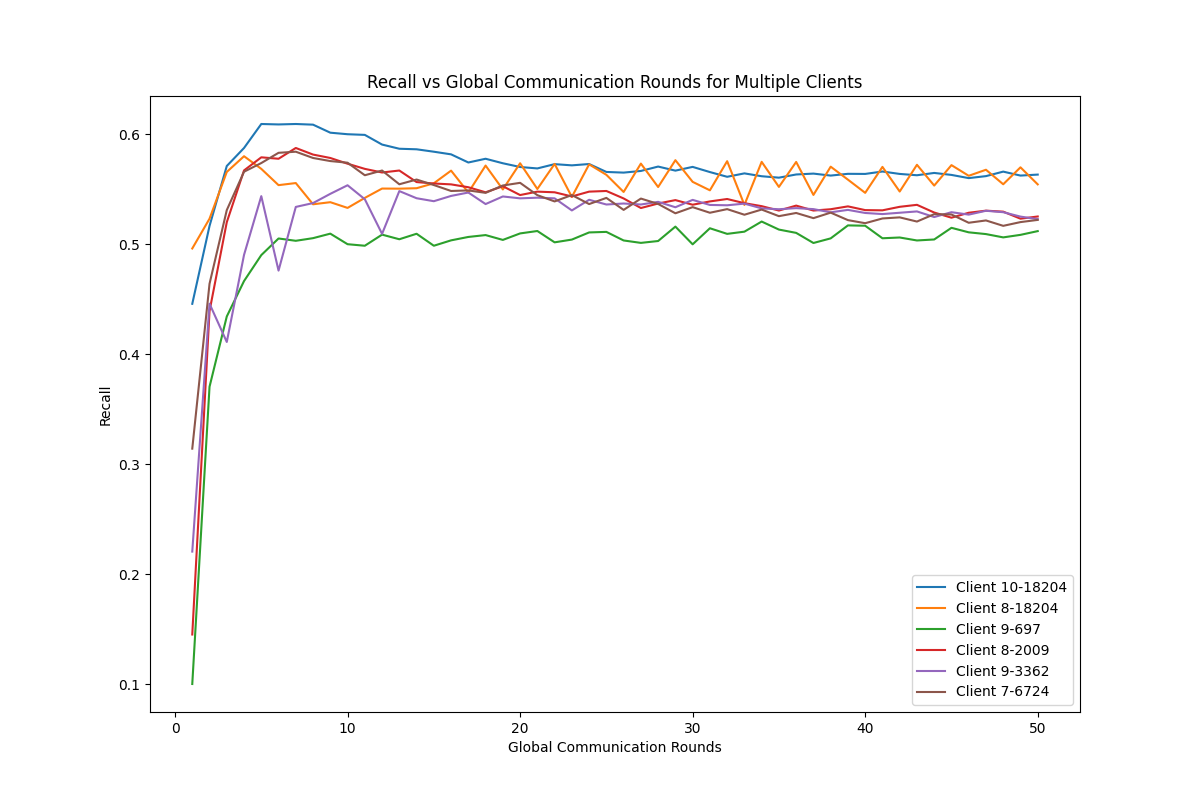 Recall vs Global Communication Rounds for Multiple Clients
0.6
0.5
0.4
0.3
0.2
0.1
Recall
0 10 20 30 40 50
Global Communication Rounds
Client 10-18204
Client 8-18204
Client 9-697
Client 8-2009
Client 9-3362
Client 7-6724